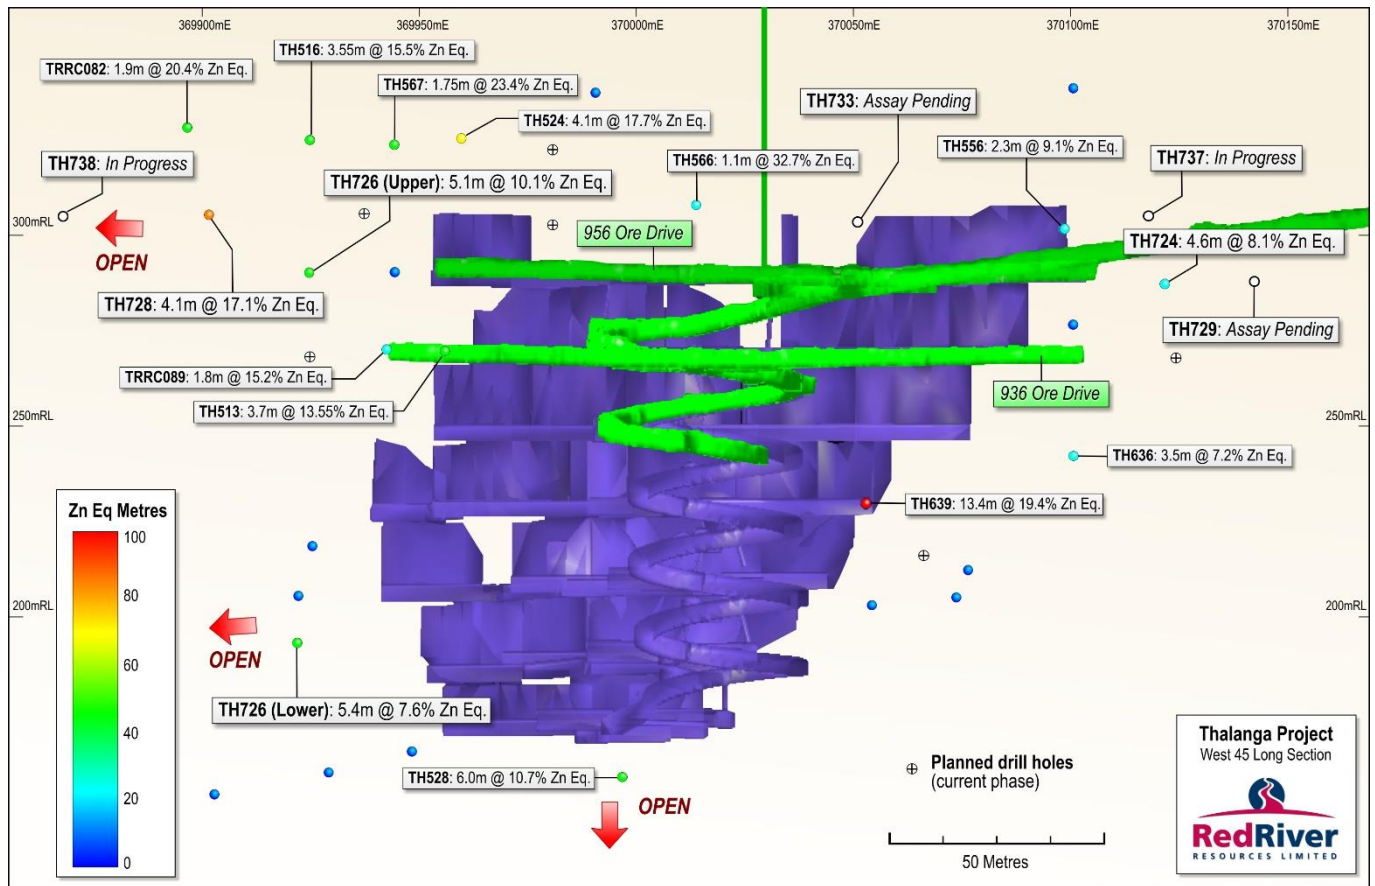 369900mE
369950mE
370000mE
370050mE
370100mE
370150mE
TH516: 3.55m @ 15.5% Zn Eq.
TRRC082: 1.9m @ 20.4% Zn Eq.
TH567: 1.75m @ 23.4% Zn Eq.
TH524: 4.1m @ 17.7% Zn Eq.
TH733: Assay Pending
TH738: In Progress
TH566: 1.1m @ 32.7% Zn Eq.
TH556: 2.3m @ 9.1% Zn Eq.
TH737: In Progress
TH726 (Upper): 5.1m @ 10.1% Zn Eq.
300mRL
300mRL
OPEN
956 Ore Drive
TH724: 4.6m @ 8.1% Zn Eq.
TH728: 4.1m @ 17.1% Zn Eq.
TH729: Assay Pending
TRRC089: 1.8m @ 15.2% Zn Eq.
936 Ore Drive
TH513: 3.7m @ 13.55% Zn Eq.
250mRL
250mRL
TH636: 3.5m @ 7.2% Zn Eq.
TH639: 13.4m @ 19.4% Zn Eq.
Zn Eq Metres
100
80
60
40
20
0
200mRL
200mRL
OPEN
TH726 (Lower): 5.4m @ 7.6% Zn Eq.
TH528: 6.0m @ 10.7% Zn Eq.
OPEN
Planned drill holes
(current phase)
50 Metres
Thalanga Project
West 45 Long Section
RedRiver
RESOURCES LIMITED